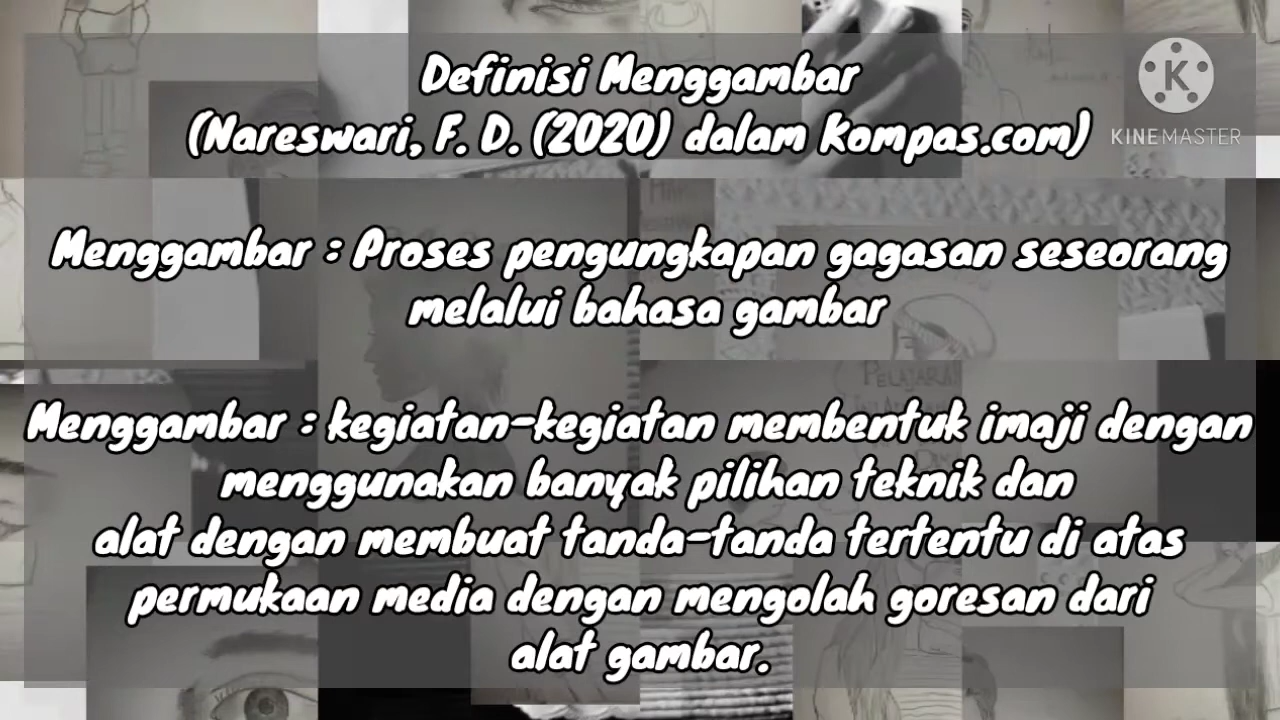 Definisi Menggambar
(Nareswari, F. D. (2020) dalam Kompas.com)
KINEMASTER
Menggambar : Proses pengungkapan gagasan seseorang
melalui bahasa gambar
PELAJARAN
Menggambar : kegiatan-kegiatan membentuk imaji dengan
menggunakan banyak pilihan teknik dan
alat dengan membuat tanda-tanda tertentu di atas
permukaan media dengan mengolah goresan dari
alat gambar.